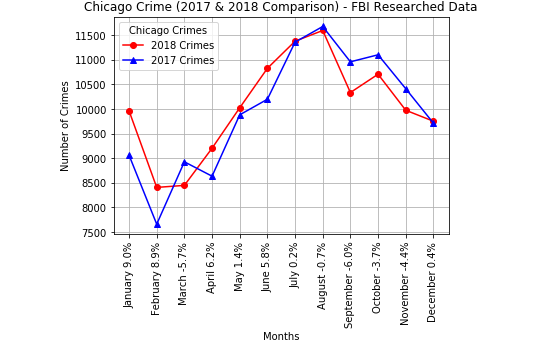 Chicago Crime (2017 & 2018 Comparison) - FBI Researched Data
Chicago Crimes
2018 Crimes
2017 Crimes
Number of Crimes
11500
11000
10500
10000
9500
9000
8500
8000
7500
January 9.0%
February 8.9%
March -5.7%
April 6.2%
May 1.4%
June 5.8%
July 0.2%
August -0.7%
September -6.0%
October -3.7%
November -4.4%
December 0.4%
Months